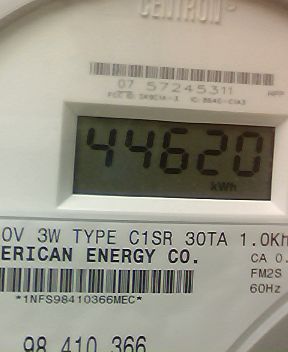 CENTRON
07 57245311
44620
kWh
0V 3W TYPE C1SR 30TA 1.0Kh
ERICAN ENERGY CO.
CA 0.
FM2S
60Hz
*1NFS98410366MEC*
98 410 366